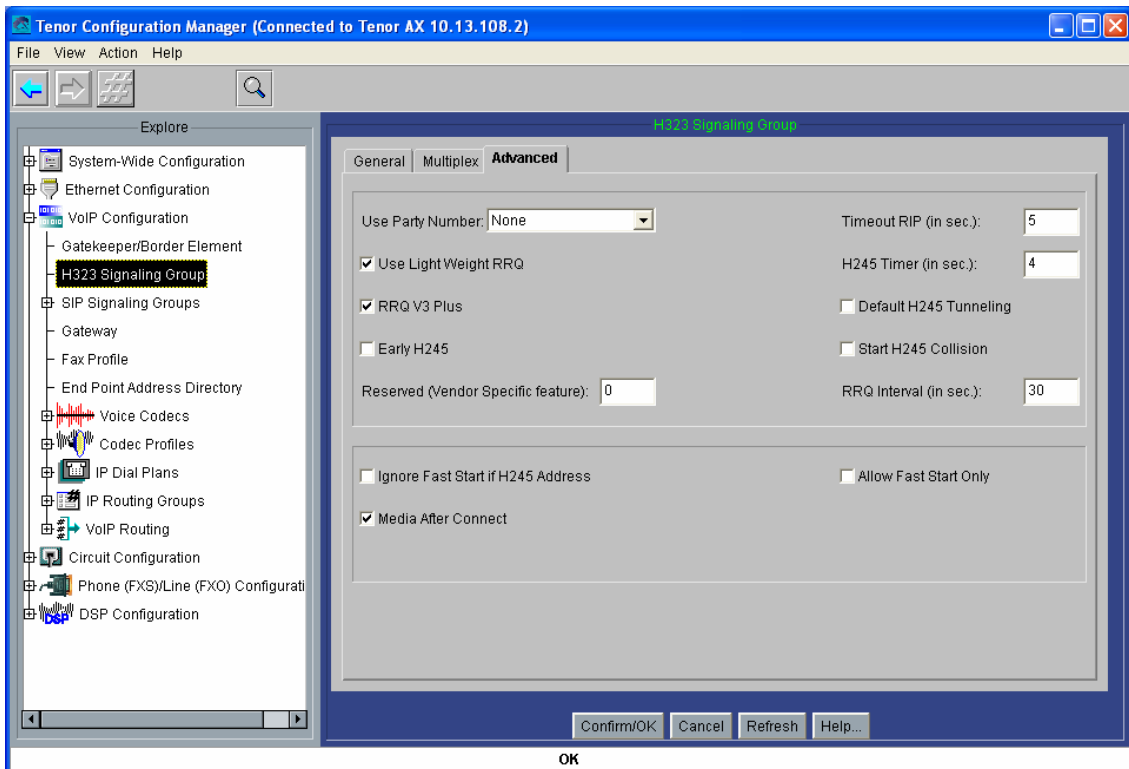 Tenor Configuration Manager (Connected to Tenor AX 10.13.108.2)
File View Action Help
Explore
System-Wide Configuration
Ethernet Configuration
VoIP Configuration
Gatekeeper/Border Element
H323 Signaling Group
SIP Signaling Groups
Gateway
Fax Profile
End Point Address Directory
Voice Codecs
Codec Profiles
IP Dial Plans
IP Routing Groups
VoIP Routing
Circuit Configuration
Phone (FXS)/Line (FXO) Configurati
DSP
DSP Configuration
H323 Signaling Group
General Multiplex Advanced
Use Party Number: None Timeout RIP (in sec.): 5
Use Light Weight RRQ H245 Timer (in sec.): 4
RRQ V3 Plus Default H245 Tunneling
Early H245 Start H245 Collision
Reserved (Vendor Specific feature): 0 RRQ Interval (in sec.): 30
Ignore Fast Start if H245 Address Allow Fast Start Only
Media After Connect
Confirm/OK Cancel Refresh Help...
OK